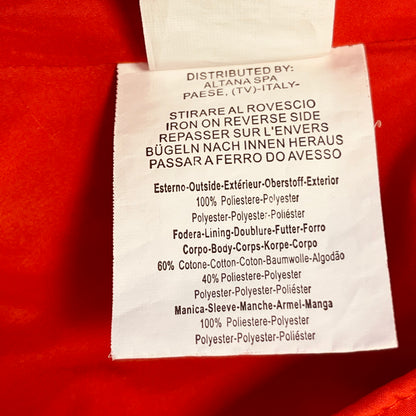 DISTRIBUTED BY:
ALTANA SPA
PAESE, (TV)-ITALY-
STIRARE AL ROVESCIO
IRON ON REVERSE SIDE
REPASSER SUR L'ENVERS
BÜGELN NACH INNEN HERAUS
PASSAR A FERRO DO AVESSO
Esterno-Outside-Extérieur-Oberstoff-Exterior
100% Poliestere-Polyester
Polyester-Polyester-Poliéster
Fodera-Lining-Doublure-Futter-Forro
Corpo-Body-Corps-Korpe-Corpo
60% Cotone-Cotton-Coton-Baumwolle-Algodão
40% Poliestere-Polyester
Polyester-Polyester-Poliéster
Manica-Sleeve-Manche-Armel-Manga
100% Poliestere-Polyester
Polyester-Polyester-Poliéster